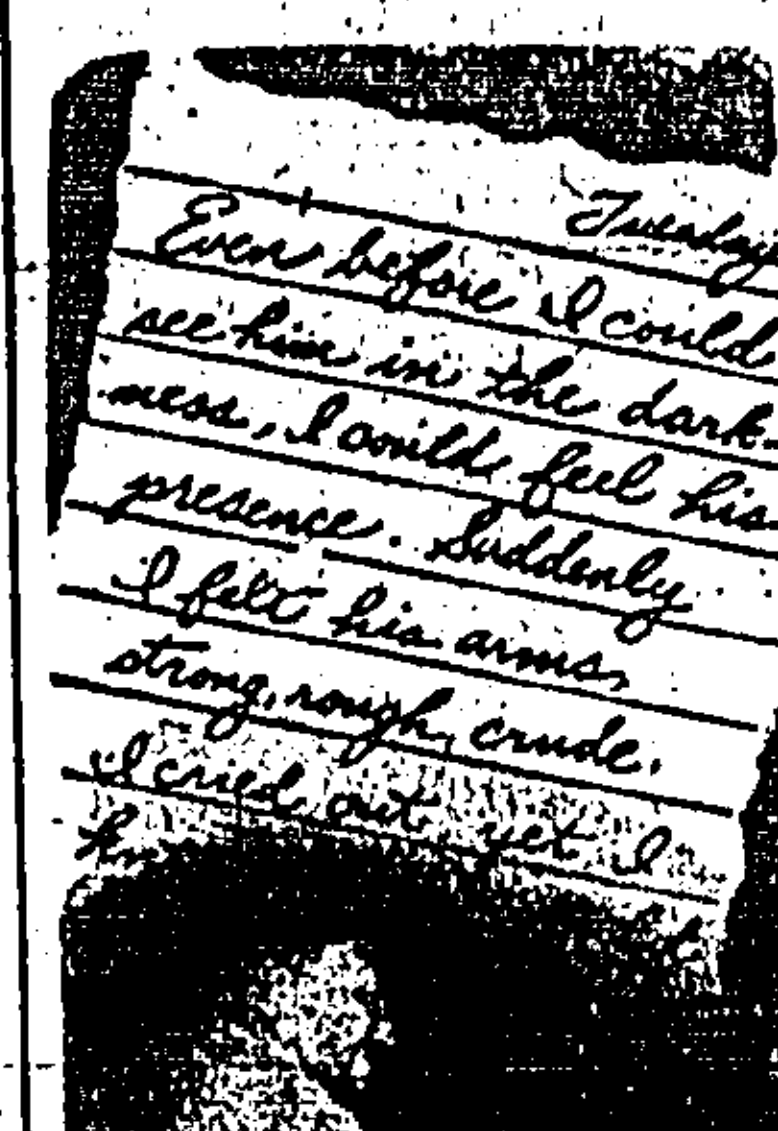 Tuesday
Even before I could
see him in the dark-
ness, I could feel his
presence. Suddenly
I felt his arms,
strong, rough, crude.
I cried out, yet I